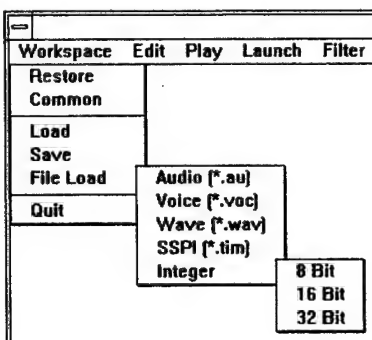 Workspace Edit Play Launch Filter
Restore
Common
Load
Save
File Load
Quit
Audio (*.au)
Voice (*.voc)
Wave (*.wav)
SSPI (*.tim)
Integer
8 Bit
16 Bit
32 Bit